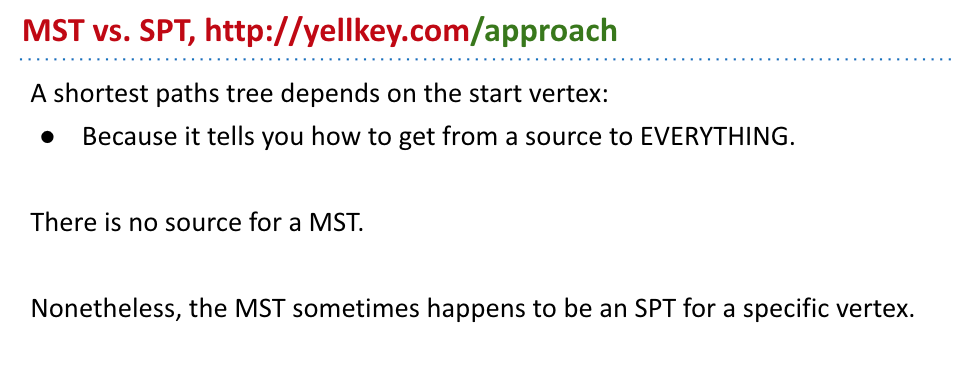 MST vs. SPT, http://yellkey.com/approach
A shortest paths tree depends on the start vertex:
● Because it tells you how to get from a source to EVERYTHING.
There is no source for a MST.
Nonetheless, the MST sometimes happens to be an SPT for a specific vertex.